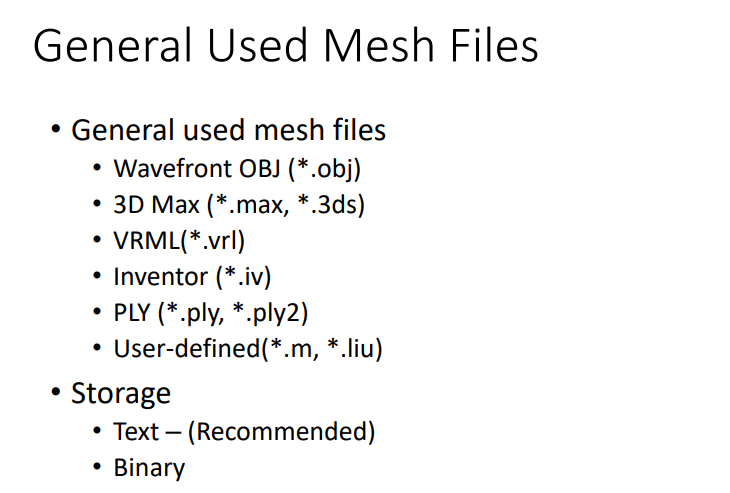 General Used Mesh Files
• General used mesh files
• Wavefront OBJ (*.obj)
• 3D Max (*.max, *.3ds)
• VRML(*.vrl)
• Inventor (*.iv)
• PLY (*.ply, *.ply2)
• User-defined(*.m, *.liu)
• Storage
• Text – (Recommended)
• Binary